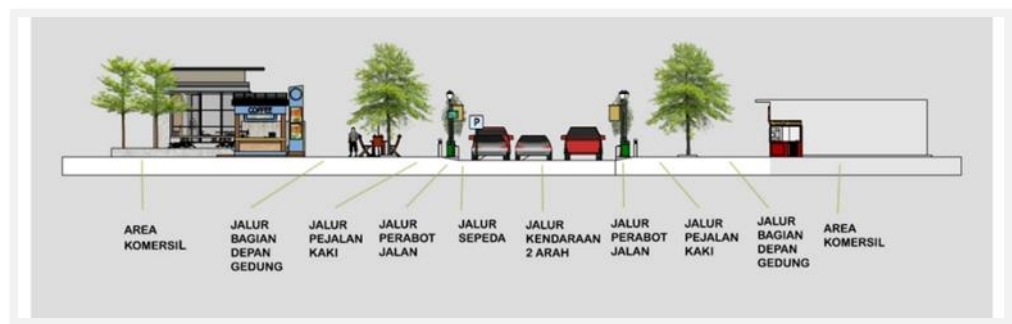 COFFEE
P
AREA
KOMERSIL
JALUR
BAGIAN
DEPAN
GEDUNG
JALUR
PEJALAN
KAKI
JALUR
PERABOT
JALAN
JALUR
SEPEDA
JALUR
KENDARAAN
2 ARAH
JALUR
PERABOT
JALAN
JALUR
PEJALAN
KAKI
JALUR
BAGIAN
DEPAN
GEDUNG
AREA
KOMERSIL